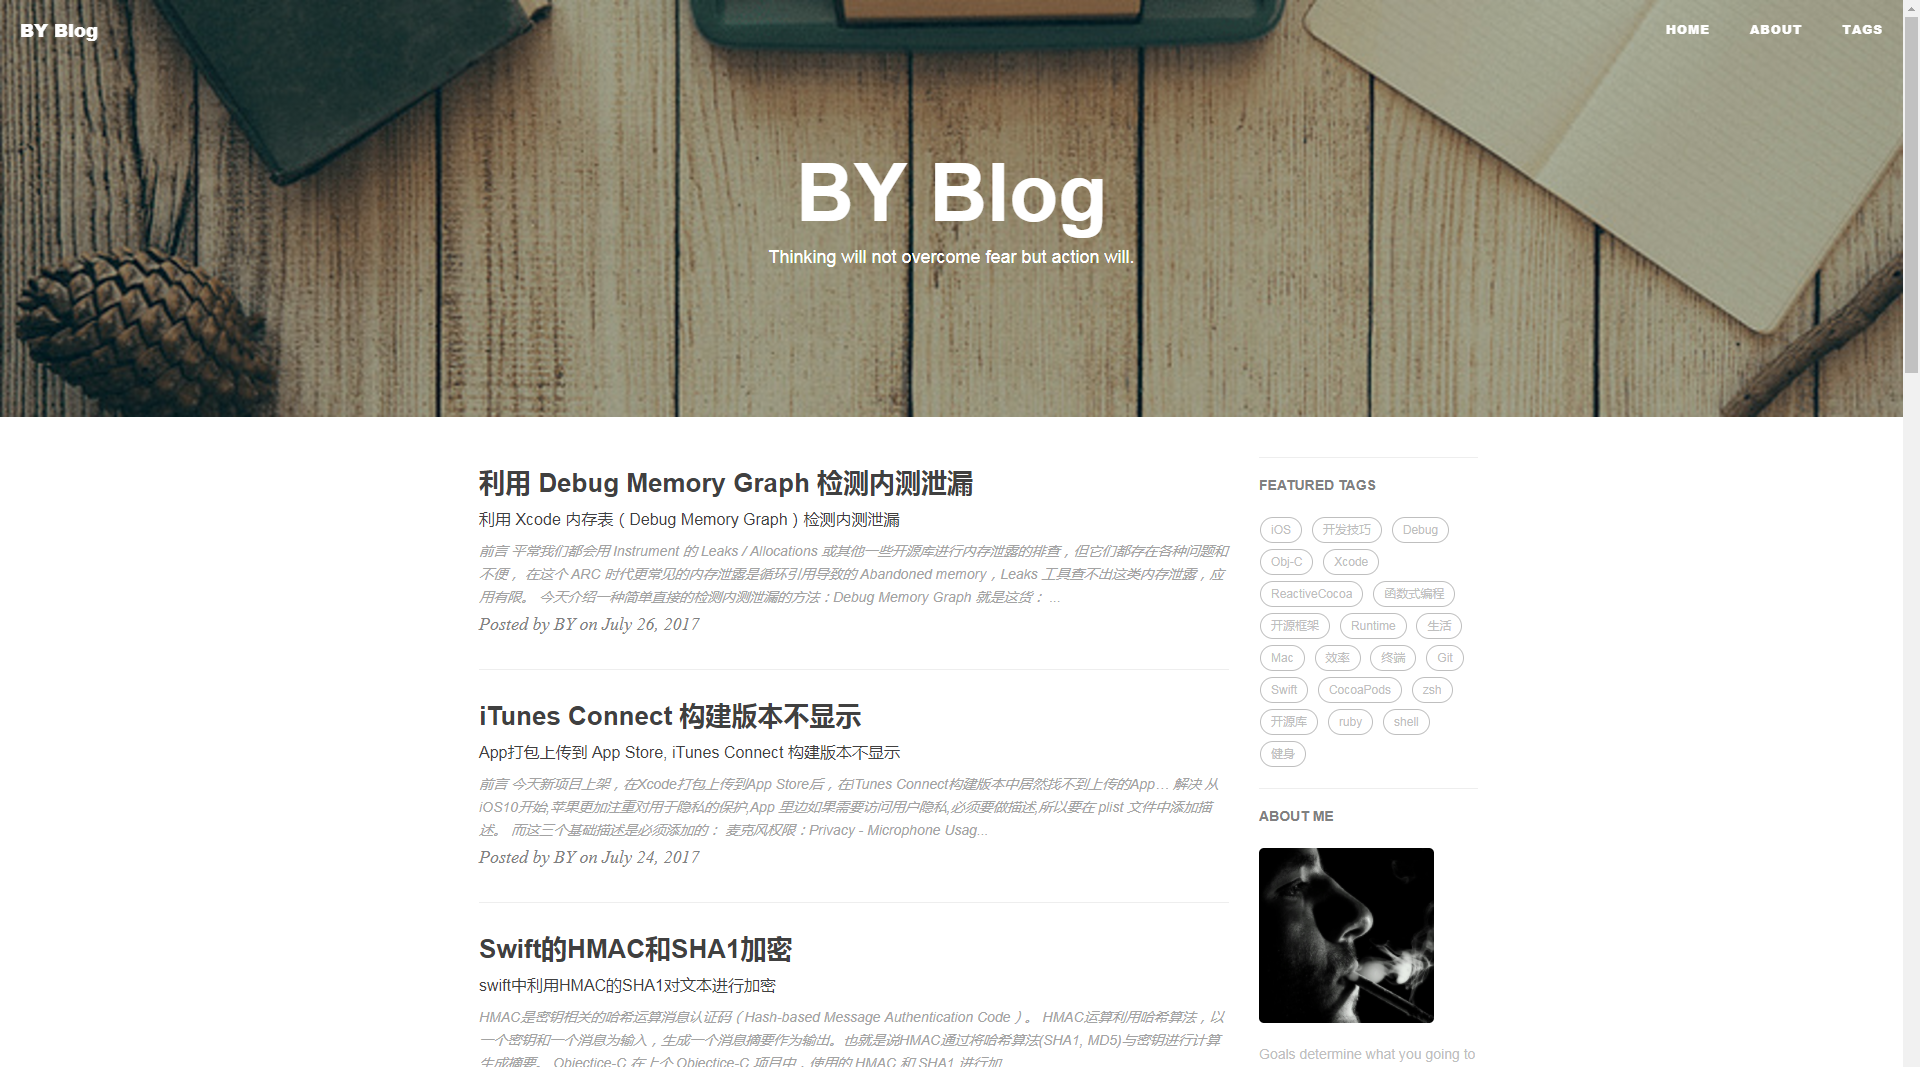 BY Blog
HOME ABOUT TAGS
BY Blog
Thinking will not overcome fear but action will.
利用 Debug Memory Graph 检测内测泄漏
利用 Xcode 内存表（Debug Memory Graph）检测内测泄漏
前言 平常我们都会用 Instrument 的 Leaks / Allocations 或其他一些开源库进行内存泄露的排查，但它们都存在各种问题和
不便， 在这个 ARC 时代更常见的内存泄露是循环引用导致的 Abandoned memory，Leaks 工具查不出这类内存泄露，应
用有限。 今天介绍一种简单直接的检测内测泄漏的方法：Debug Memory Graph 就是这货： ...
Posted by BY on July 26, 2017
iTunes Connect 构建版本不显示
App打包上传到 App Store, iTunes Connect 构建版本不显示
前言 今天新项目上架，在Xcode打包上传到App Store后，在iTunes Connect构建版本中居然找不到上传的App… 解决 从
iOS10开始,苹果更加注重对用于隐私的保护,App 里边如果需要访问用户隐私,必须要做描述,所以要在 plist 文件中添加描
述。 而这三个基础描述是必须添加的： 麦克风权限：Privacy - Microphone Usag...
Posted by BY on July 24, 2017
Swift的HMAC和SHA1加密
swift中利用HMAC的SHA1对文本进行加密
HMAC是密钥相关的哈希运算消息认证码（Hash-based Message Authentication Code）。 HMAC运算利用哈希算法，以
一个密钥和一个消息为输入，生成一个消息摘要作为输出。也就是说HMAC通过将哈希算法(SHA1, MD5)与密钥进行计算
生成摘要。 Objectice-C 在上个 Objectice-C 项目中，使用的 HMAC 和 SHA1 进行加
FEATURED TAGS
iOS 开发技巧 Debug
Obj-C Xcode
ReactiveCocoa 函数式编程
开源框架 Runtime 生活
Mac 效率 终端 Git
Swift CocoaPods zsh
开源库 ruby shell
健身
ABOUT ME
Goals determine what you going to